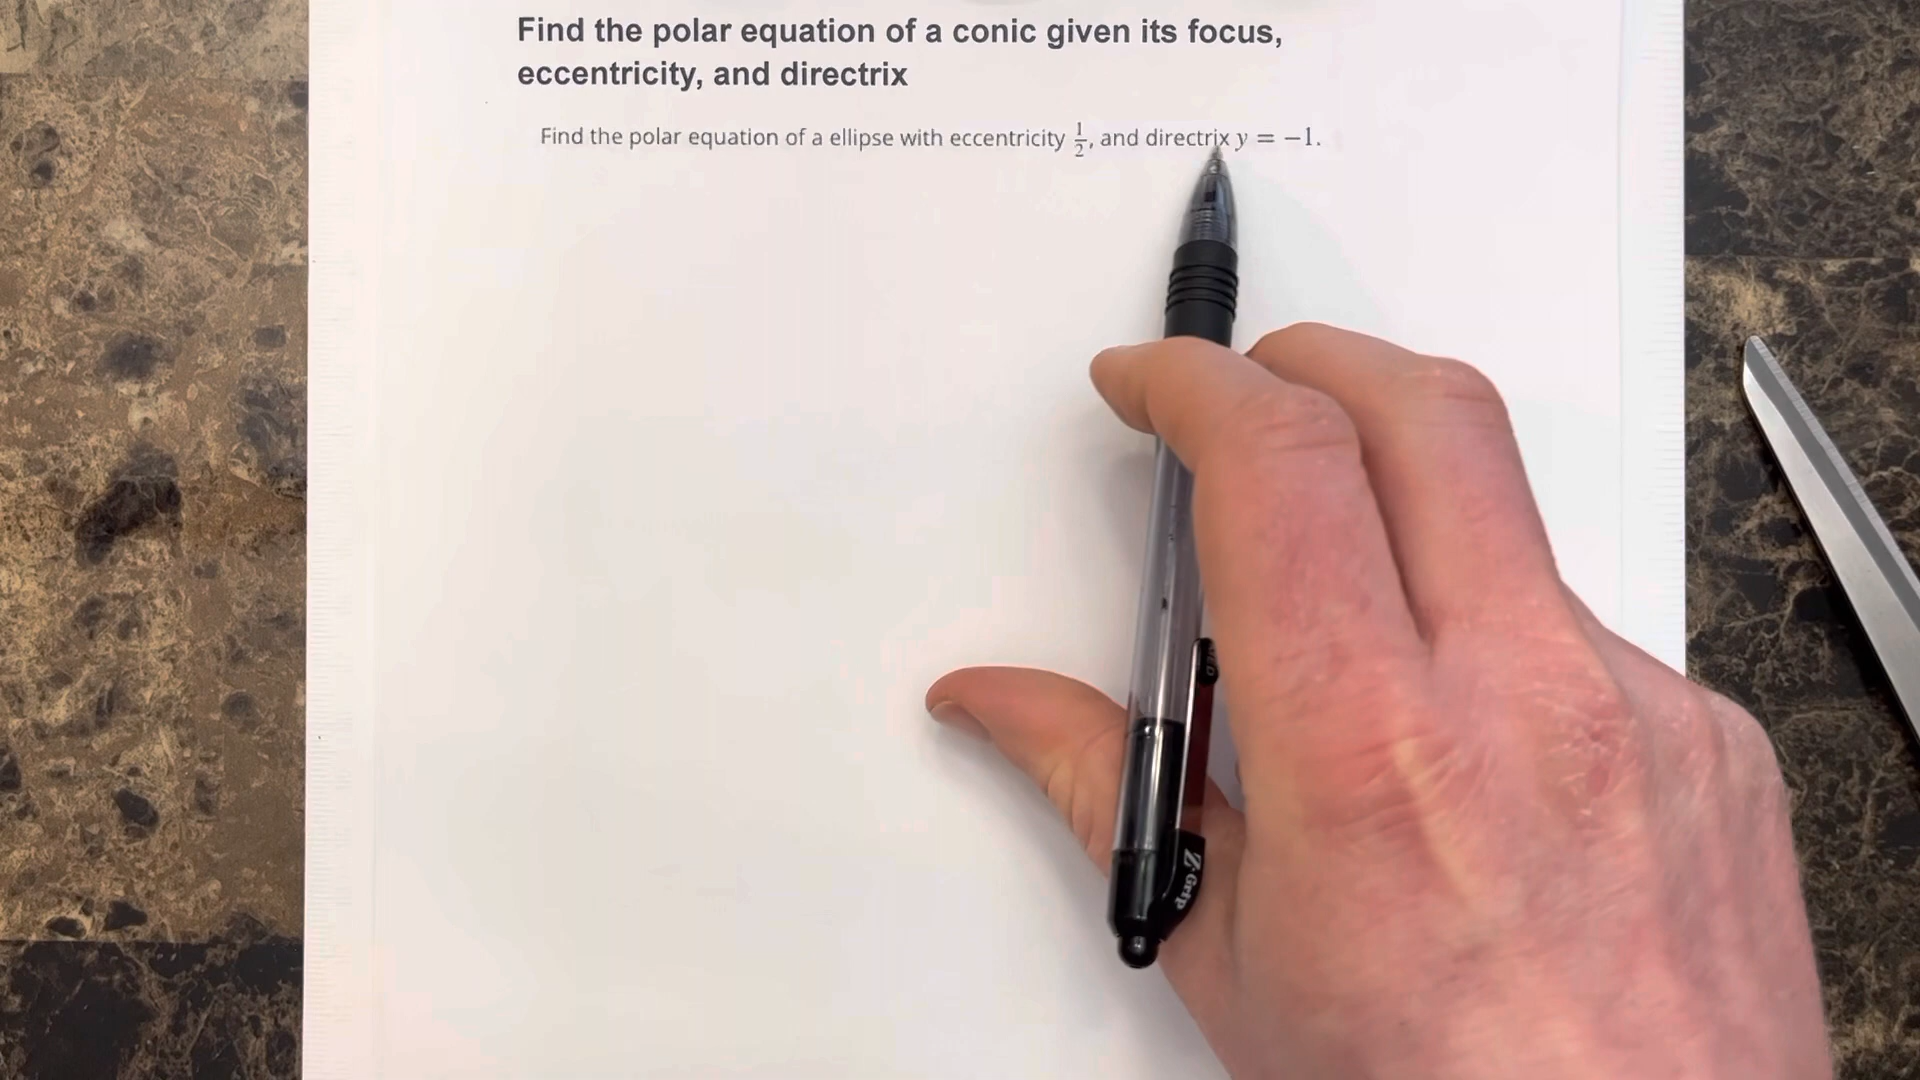 Find the polar equation of a conic given its focus,
eccentricity, and directrix
Find the polar equation of a ellipse with eccentricity 1/2, and directrix y = −1.
Z-Grip